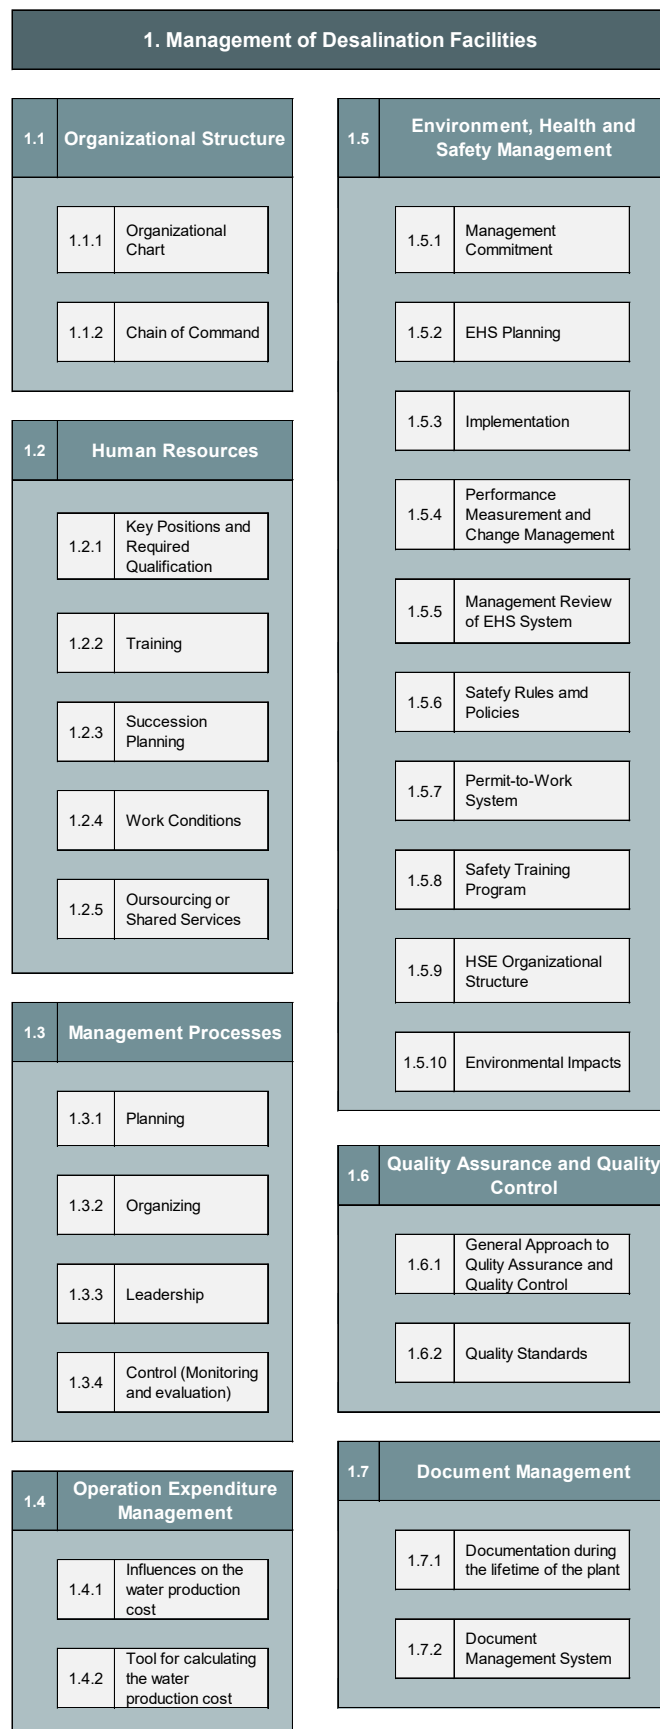 1. Management of Desalination Facilities
1.1 Organizational Structure
1.1.1 Organizational
Chart
1.1.2 Chain of Command
1.2 Human Resources
1.2.1 Key Positions and
Required
Qualification
1.2.2 Training
1.2.3 Succession
Planning
1.2.4 Work Conditions
1.2.5 Oursourcing or
Shared Services
1.3 Management Processes
1.3.1 Planning
1.3.2 Organizing
1.3.3 Leadership
1.3.4 Control (Monitoring
and evaluation)
1.4 Operation Expenditure
Management
1.4.1 Influences on the
water production
cost
1.4.2 Tool for calculating
the water
production cost
1.5 Environment, Health and
Safety Management
1.5.1 Management
Commitment
1.5.2 EHS Planning
1.5.3 Implementation
1.5.4 Performance
Measurement and
Change Management
1.5.5 Management Review
of EHS System
1.5.6 Satefy Rules amd
Policies
1.5.7 Permit-to-Work
System
1.5.8 Safety Training
Program
1.5.9 HSE Organizational
Structure
1.5.10 Environmental Impacts
1.6 Quality Assurance and Quality
Control
1.6.1 General Approach to
Qulity Assurance and
Quality Control
1.6.2 Quality Standards
1.7 Document Management
1.7.1 Documentation during
the lifetime of the plant
1.7.2 Document
Management System